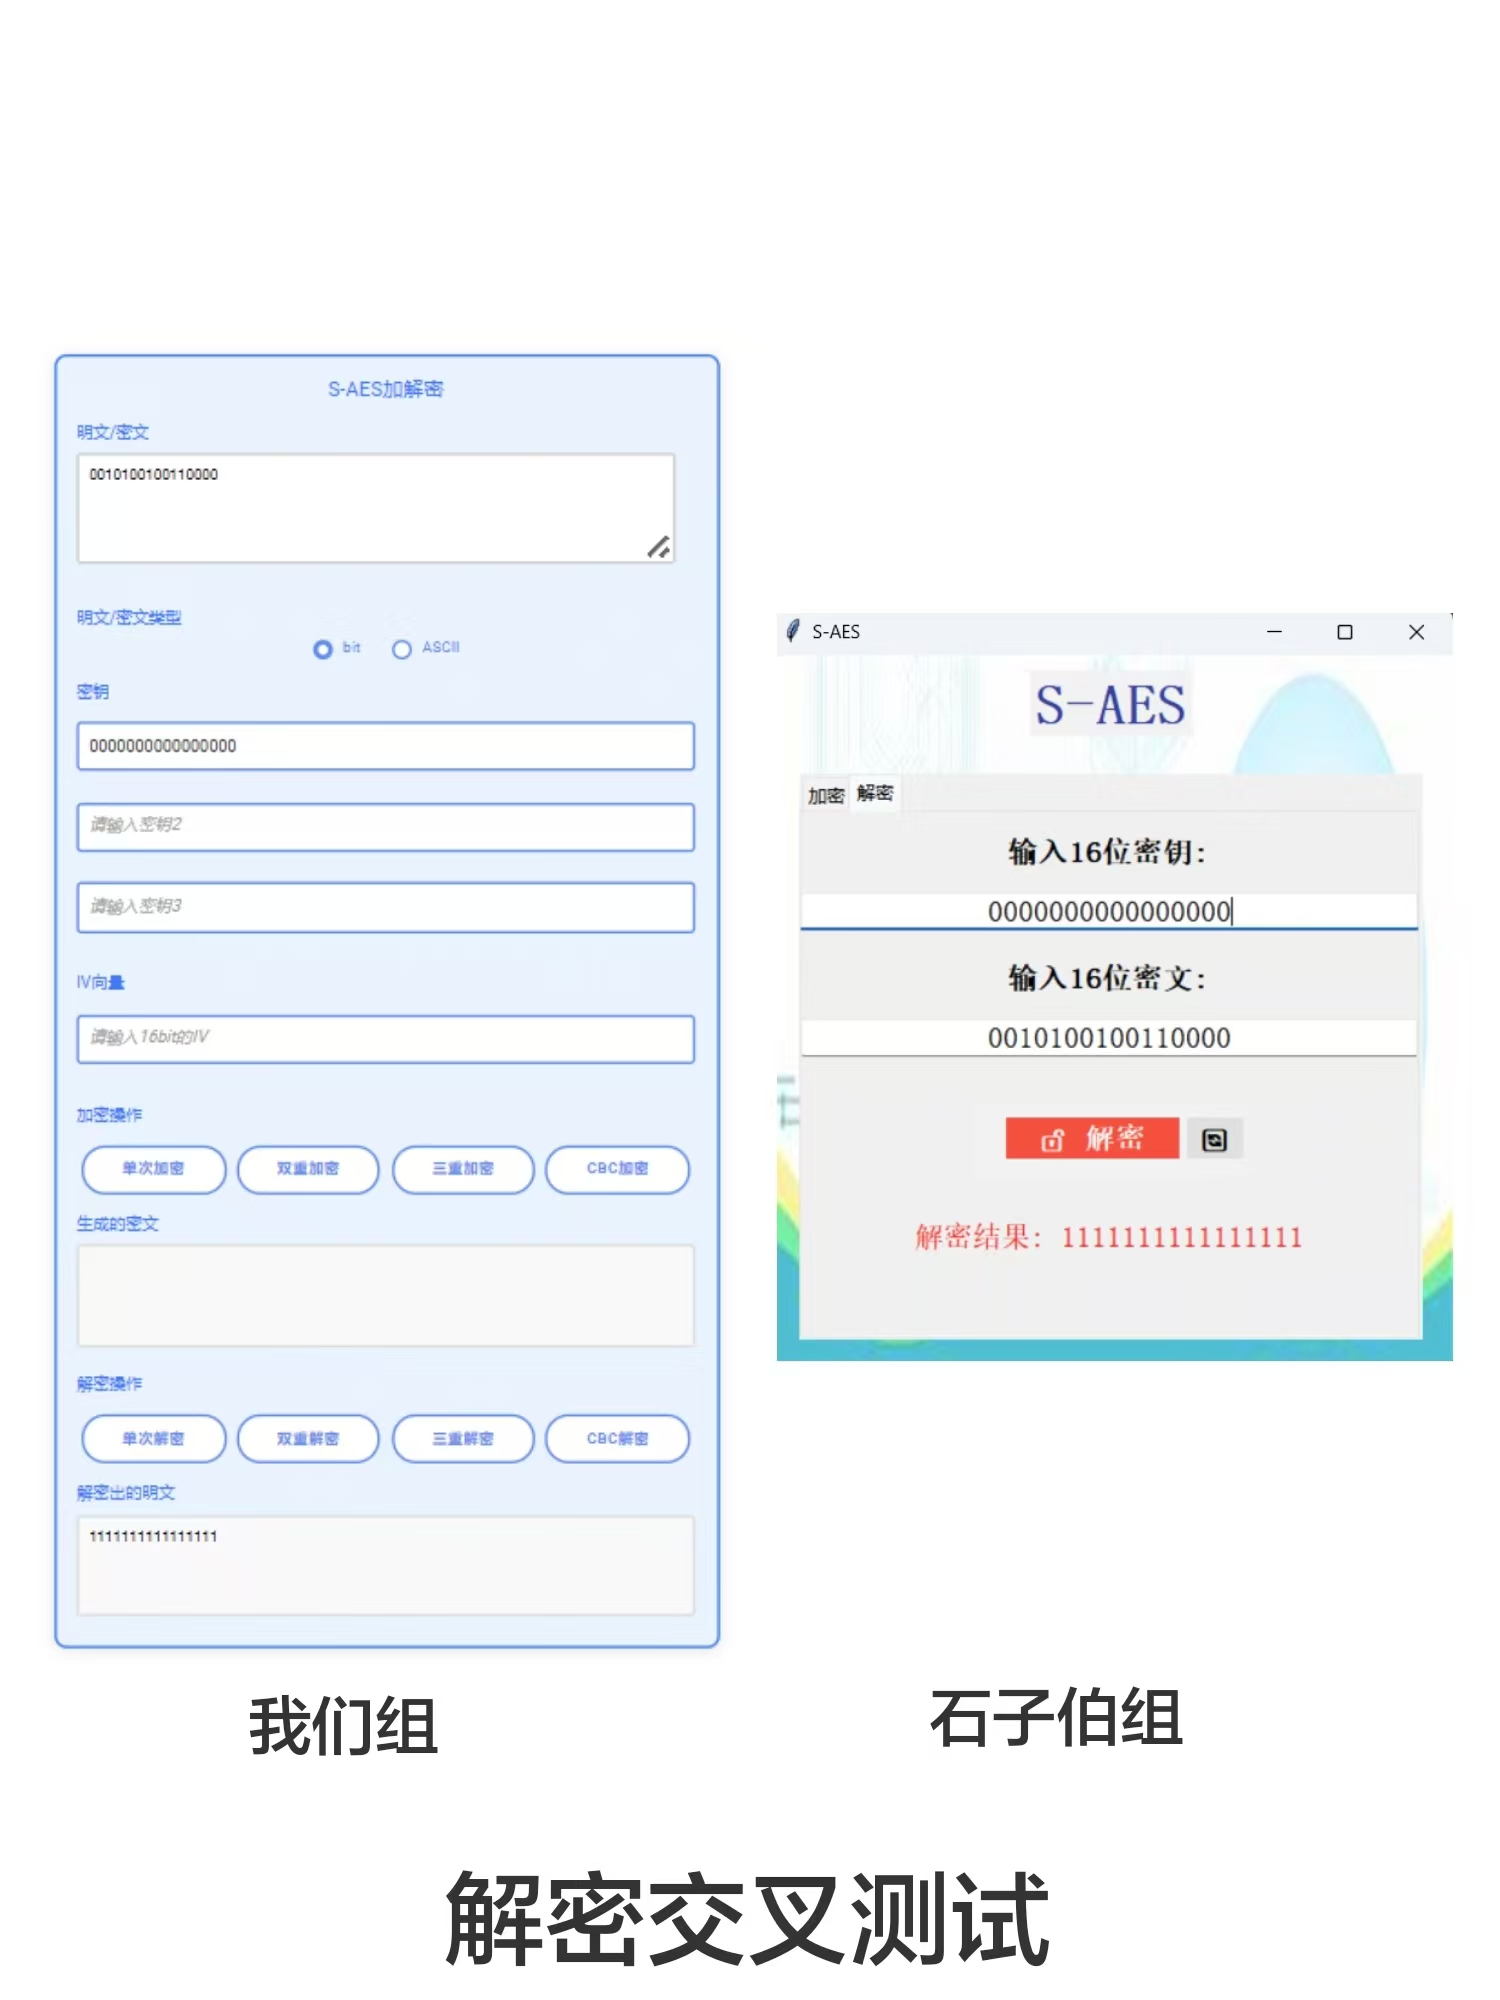 S-AES加解密
明文/密文
0010100100110000
明文/密文类型
bit ASCII
密钥
0000000000000000
请输入密钥2
请输入密钥3
IV向量
请输入16bit的IV
加密操作
单次加密 双重加密 三重加密 CBC加密
生成的密文
解密操作
单次解密 双重解密 三重解密 CBC解密
解密出的明文
1111111111111111
我们组
S-AES
S-AES
加密 解密
输入16位密钥:
0000000000000000
输入16位密文:
0010100100110000
解密
解密结果: 1111111111111111
石子伯组
解密交叉测试